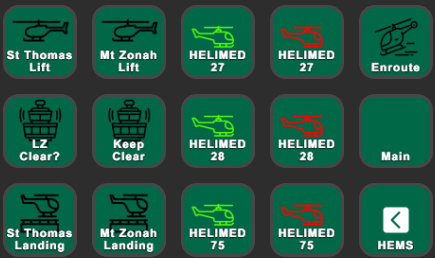 St Thomas
Lift
Mt Zonah
Lift
HELIMED
27
HELIMED
27
Enroute
LZ
Clear?
Keep
Clear
HELIMED
28
HELIMED
28
Main
St Thomas
Landing
Mt Zonah
Landing
HELIMED
75
HELIMED
75
HEMS